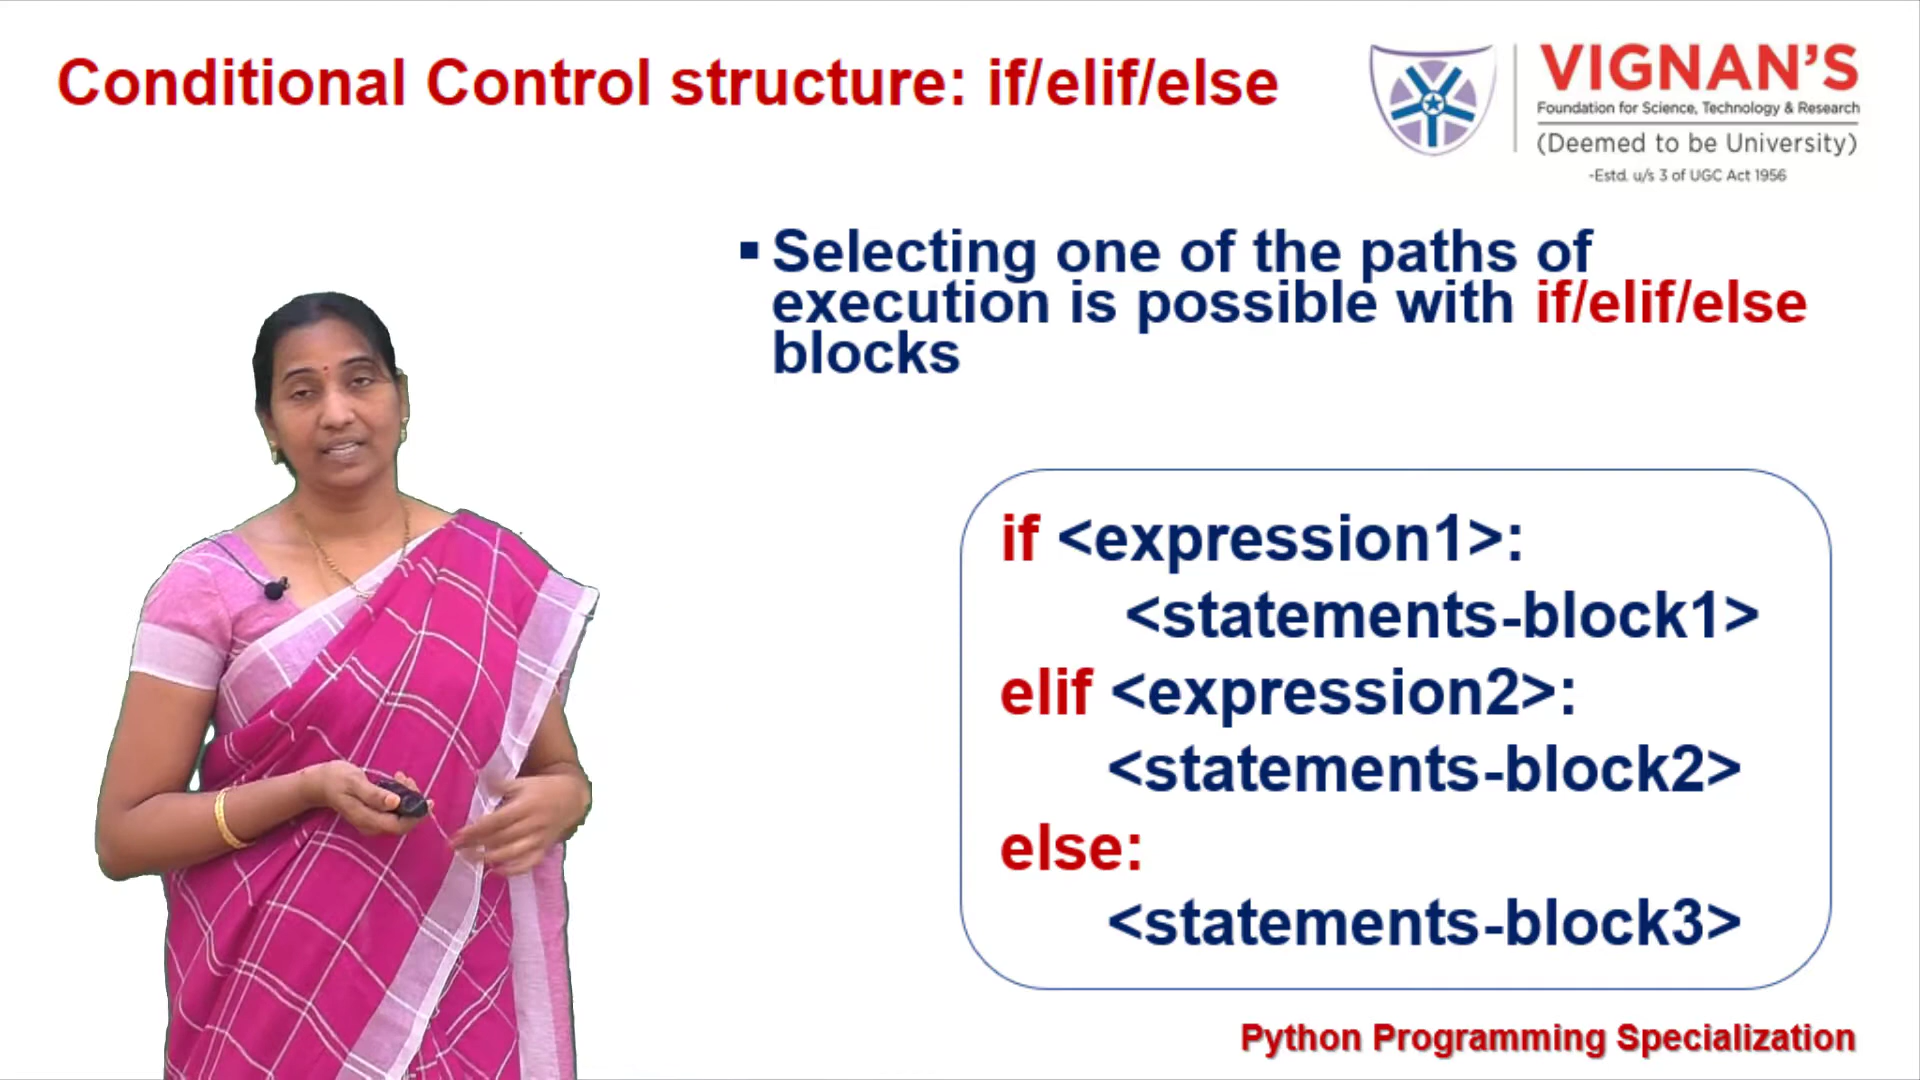 Conditional Control structure: if/elif/else
VIGNAN'S
Foundation for Science, Technology & Research
(Deemed to be University)
-Estd. u/s 3 of UGC Act 1956
▪ Selecting one of the paths of
execution is possible with if/elif/else
blocks
if <expression1>:
<statements-block1>
elif <expression2>:
<statements-block2>
else:
<statements-block3>
Python Programming Specialization